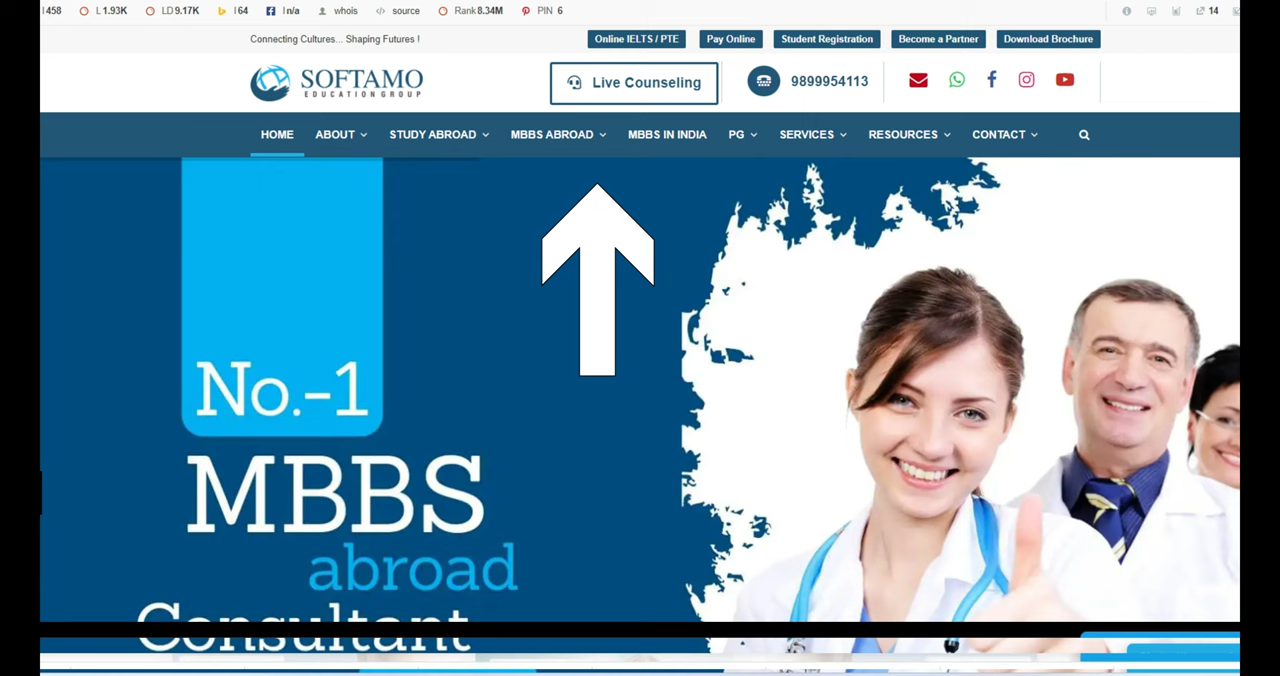 I 458 L 1.93K LD 9.17K I 64 I n/a whois source Rank 8.34M PIN 6 14
Connecting Cultures... Shaping Futures ! Online IELTS / PTE Pay Online Student Registration Become a Partner Download Brochure
SOFTAMO
EDUCATION GROUP
Live Counseling 9899954113
HOME ABOUT STUDY ABROAD MBBS ABROAD MBBS IN INDIA PG SERVICES RESOURCES CONTACT
No.-1
MBBS
abroad
Consultant